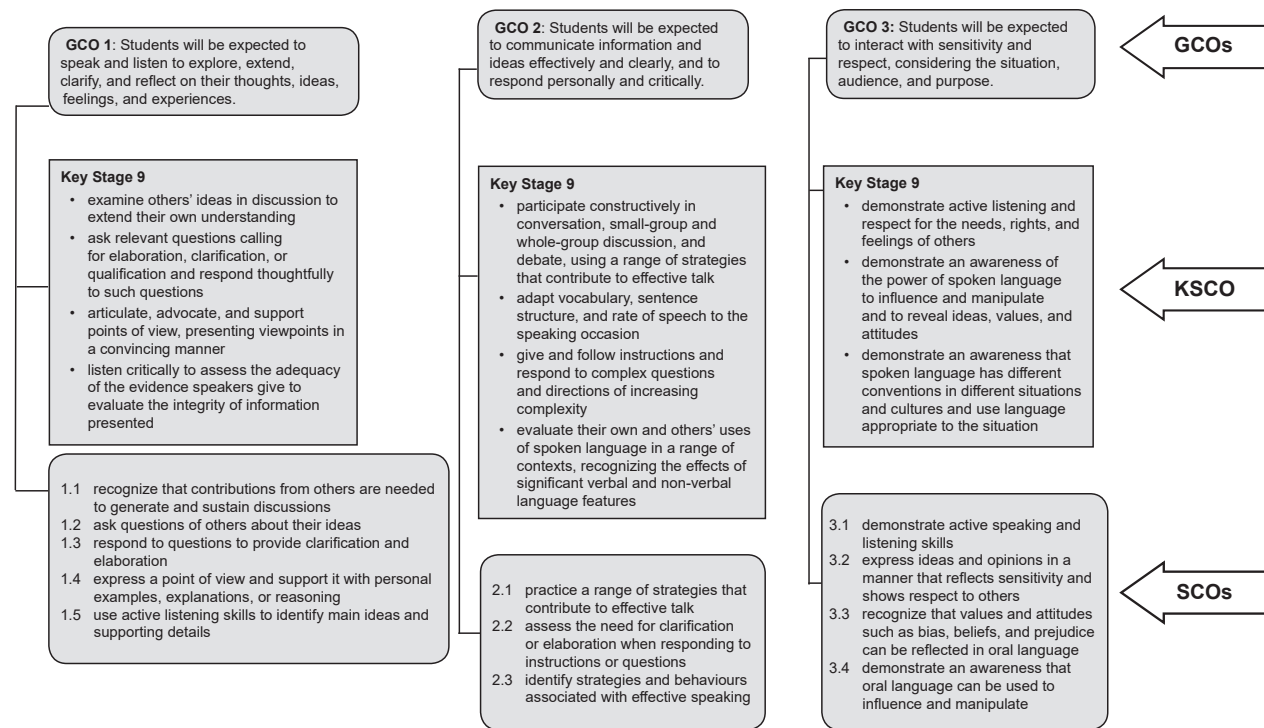 GCO 1: Students will be expected to
speak and listen to explore, extend,
clarify, and reflect on their thoughts, ideas,
feelings, and experiences.
Key Stage 9
• examine others’ ideas in discussion to
extend their own understanding
• ask relevant questions calling
for elaboration, clarification, or
qualification and respond thoughtfully
to such questions
• articulate, advocate, and support
points of view, presenting viewpoints in
a convincing manner
• listen critically to assess the adequacy
of the evidence speakers give to
evaluate the integrity of information
presented
1.1 recognize that contributions from others are needed
to generate and sustain discussions
1.2 ask questions of others about their ideas
1.3 respond to questions to provide clarification and
elaboration
1.4 express a point of view and support it with personal
examples, explanations, or reasoning
1.5 use active listening skills to identify main ideas and
supporting details
GCO 2: Students will be expected
to communicate information and
ideas effectively and clearly, and to
respond personally and critically.
Key Stage 9
• participate constructively in
conversation, small-group and
whole-group discussion, and
debate, using a range of strategies
that contribute to effective talk
• adapt vocabulary, sentence
structure, and rate of speech to the
speaking occasion
• give and follow instructions and
respond to complex questions
and directions of increasing
complexity
• evaluate their own and others’ uses
of spoken language in a range of
contexts, recognizing the effects of
significant verbal and non-verbal
language features
2.1 practice a range of strategies that
contribute to effective talk
2.2 assess the need for clarification
or elaboration when responding to
instructions or questions
2.3 identify strategies and behaviours
associated with effective speaking
GCO 3: Students will be expected
to interact with sensitivity and
respect, considering the situation,
audience, and purpose.
Key Stage 9
• demonstrate active listening and
respect for the needs, rights, and
feelings of others
• demonstrate an awareness of
the power of spoken language
to influence and manipulate
and to reveal ideas, values, and
attitudes
• demonstrate an awareness that
spoken language has different
conventions in different situations
and cultures and use language
appropriate to the situation
3.1 demonstrate active speaking and
listening skills
3.2 express ideas and opinions in a
manner that reflects sensitivity and
shows respect to others
3.3 recognize that values and attitudes
such as bias, beliefs, and prejudice
can be reflected in oral language
3.4 demonstrate an awareness that
oral language can be used to
influence and manipulate
GCOs
KSCO
SCOs